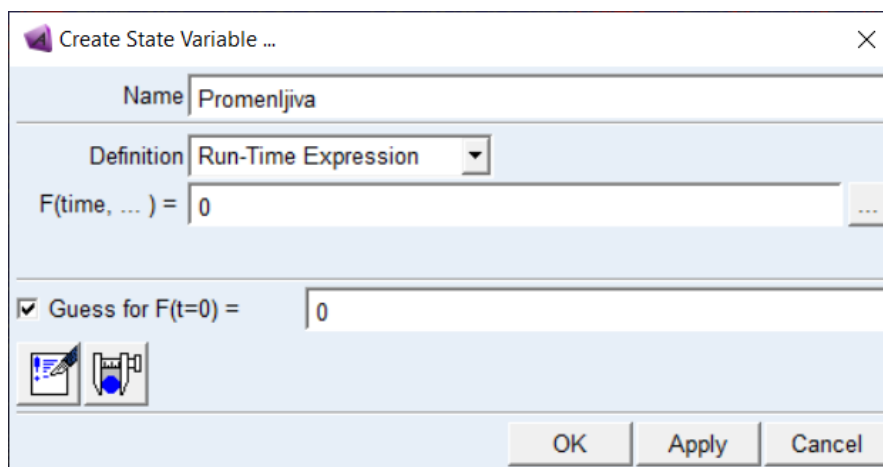 Create State Variable ...
Name Promenljiva
Definition Run-Time Expression
F(time, ... ) = 0 ...
Guess for F(t=0) = 0
OK Apply Cancel